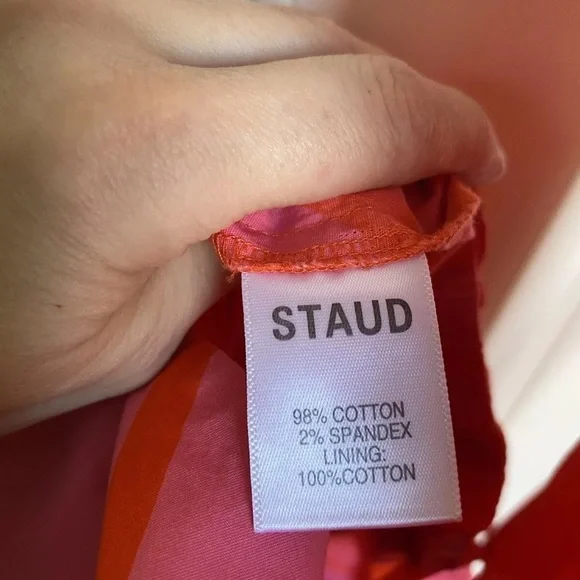 STAUD
98% COTTON
2% SPANDEX
LINING:
100%COTTON